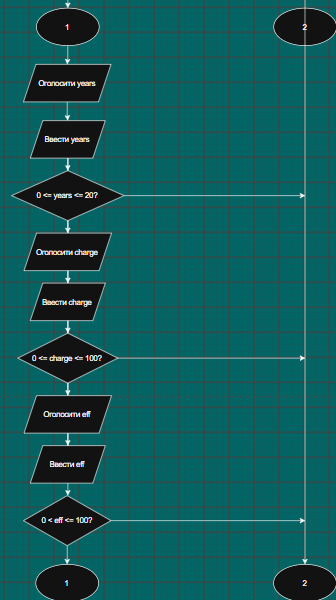 1
2
Оголосити years
Ввести years
0 <= years <= 20?
Оголосити charge
Ввести charge
0 <= charge <= 100?
Оголосити eff
Ввести eff
0 < eff <= 100?
1
2